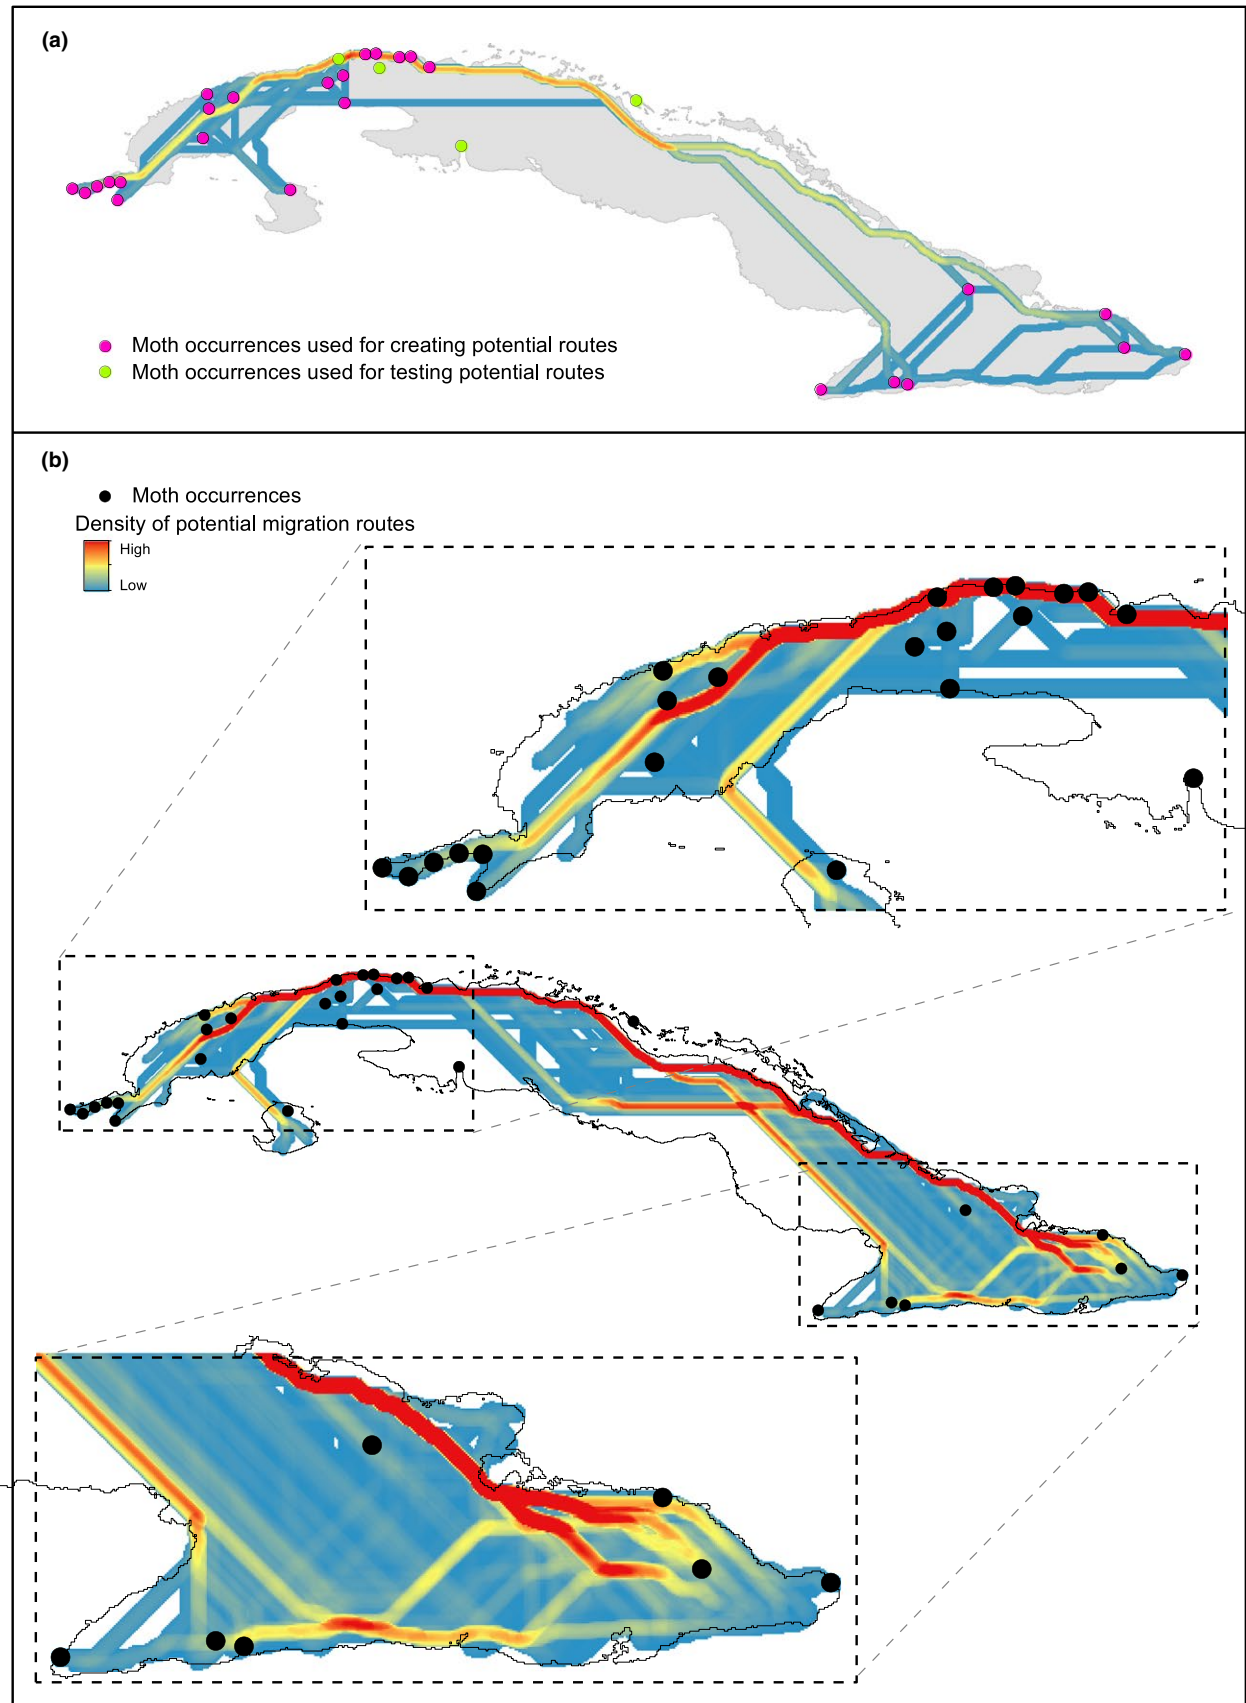 (a)
Moth occurrences used for creating potential routes
Moth occurrences used for testing potential routes
(b)
Moth occurrences
Density of potential migration routes
High
Low